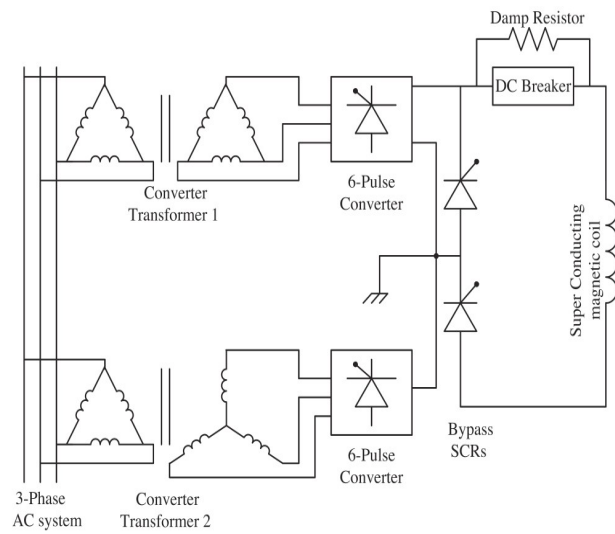 Damp Resistor
DC Breaker
Converter
Transformer 1
6-Pulse
Converter
Super Conducting
magnetic coil
Bypass
SCRs
6-Pulse
Converter
3-Phase
AC system
Converter
Transformer 2